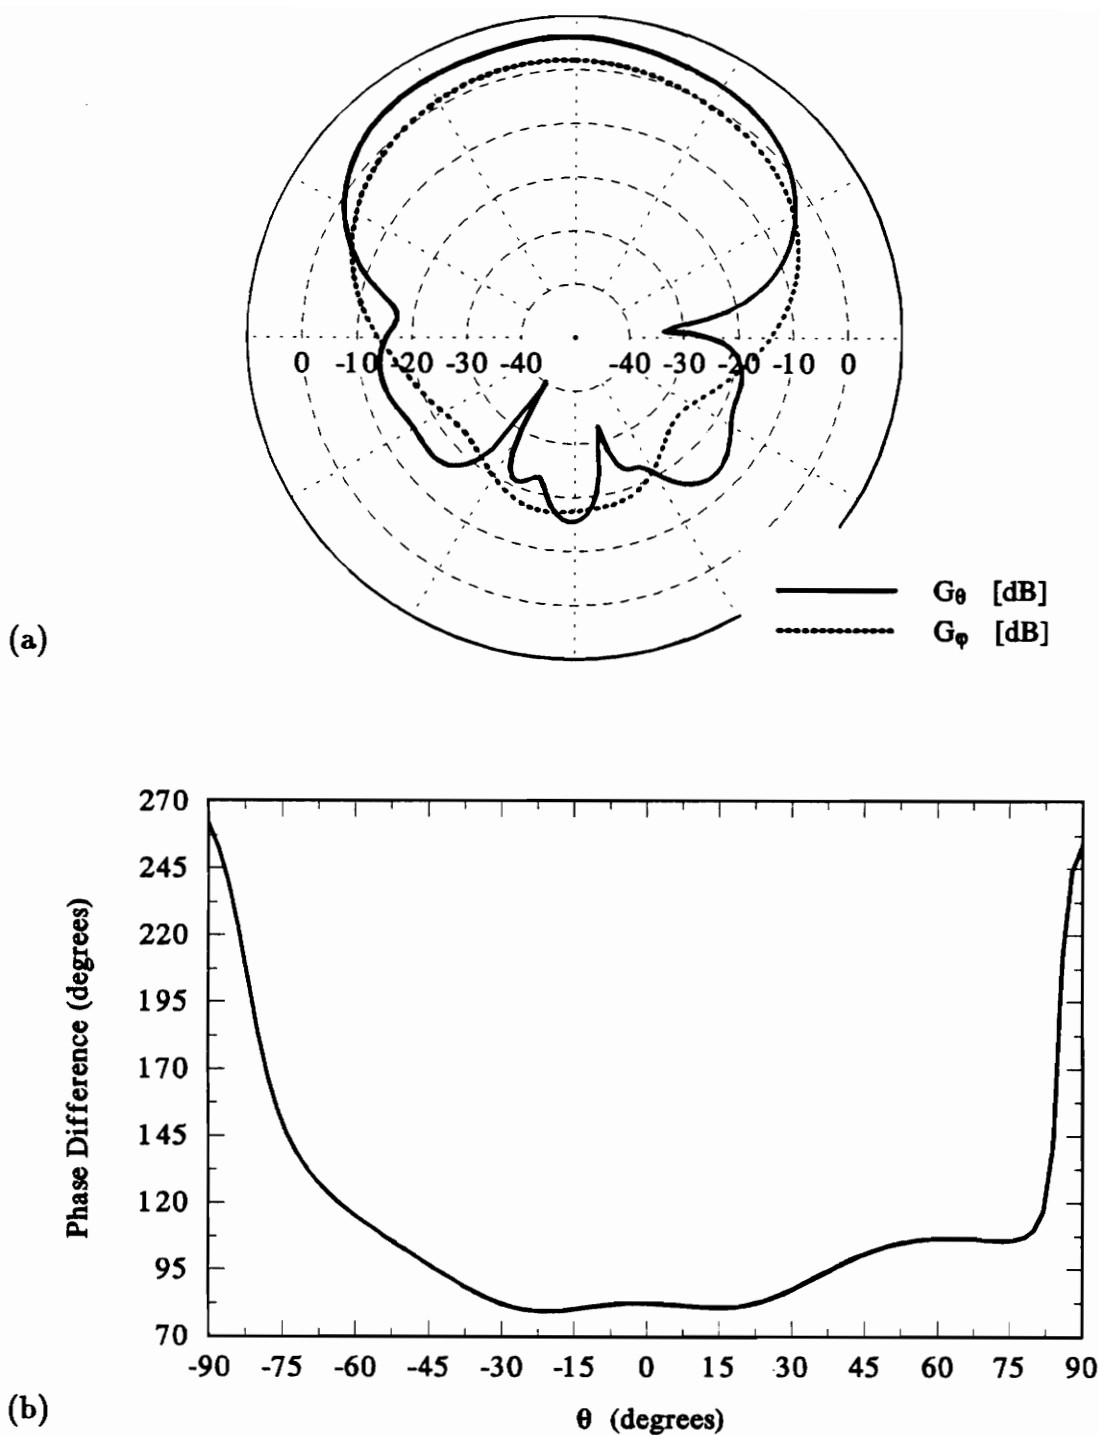 0 -10 -20 -30 -40 -40 -30 -20 -10 0
Gθ [dB]
Gφ [dB]
(a)
270
245
220
195
170
145
120
95
70
Phase Difference (degrees)
-90 -75 -60 -45 -30 -15 0 15 30 45 60 75 90
θ (degrees)
(b)